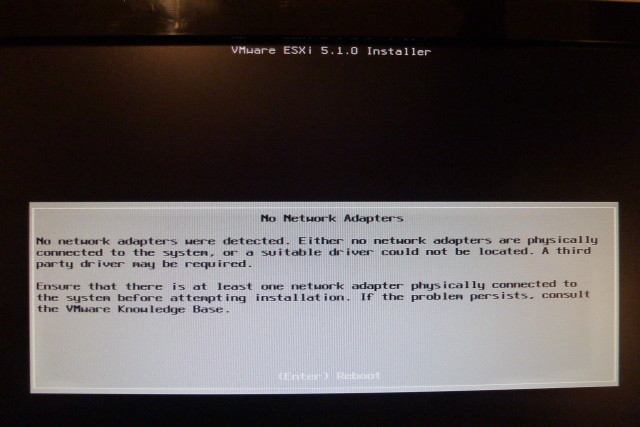 VMware ESXi 5.1.0 Installer
No Network Adapters
No network adapters were detected. Either no network adapters are physically
connected to the system, or a suitable driver could not be located. A third
party driver may be required.
Ensure that there is at least one network adapter physically connected to
the system before attempting installation. If the problem persists, consult
the VMware Knowledge Base.
(Enter) Reboot